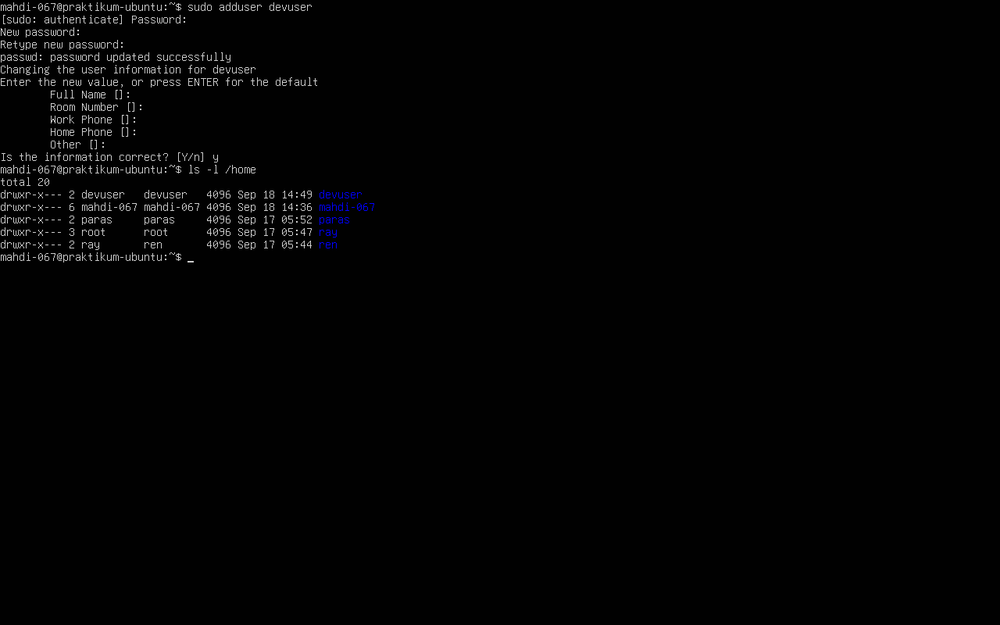 mahdi-067@praktikum-ubuntu:~$ sudo adduser devuser
[sudo: authenticate] Password:
New password:
Retype new password:
passwd: password updated successfully
Changing the user information for devuser
Enter the new value, or press ENTER for the default
        Full Name []:
        Room Number []:
        Work Phone []:
        Home Phone []:
        Other []:
Is the information correct? [Y/n] y
mahdi-067@praktikum-ubuntu:~$ ls -l /home
total 20
drwxr-x--- 2 devuser   devuser   4096 Sep 18 14:49 devuser
drwxr-x--- 6 mahdi-067 mahdi-067 4096 Sep 18 14:36 mahdi-067
drwxr-x--- 2 paras     paras     4096 Sep 17 05:52 paras
drwxr-x--- 3 root      root      4096 Sep 17 05:47 ray
drwxr-x--- 2 ray       ren       4096 Sep 17 05:44 ren
mahdi-067@praktikum-ubuntu:~$ _